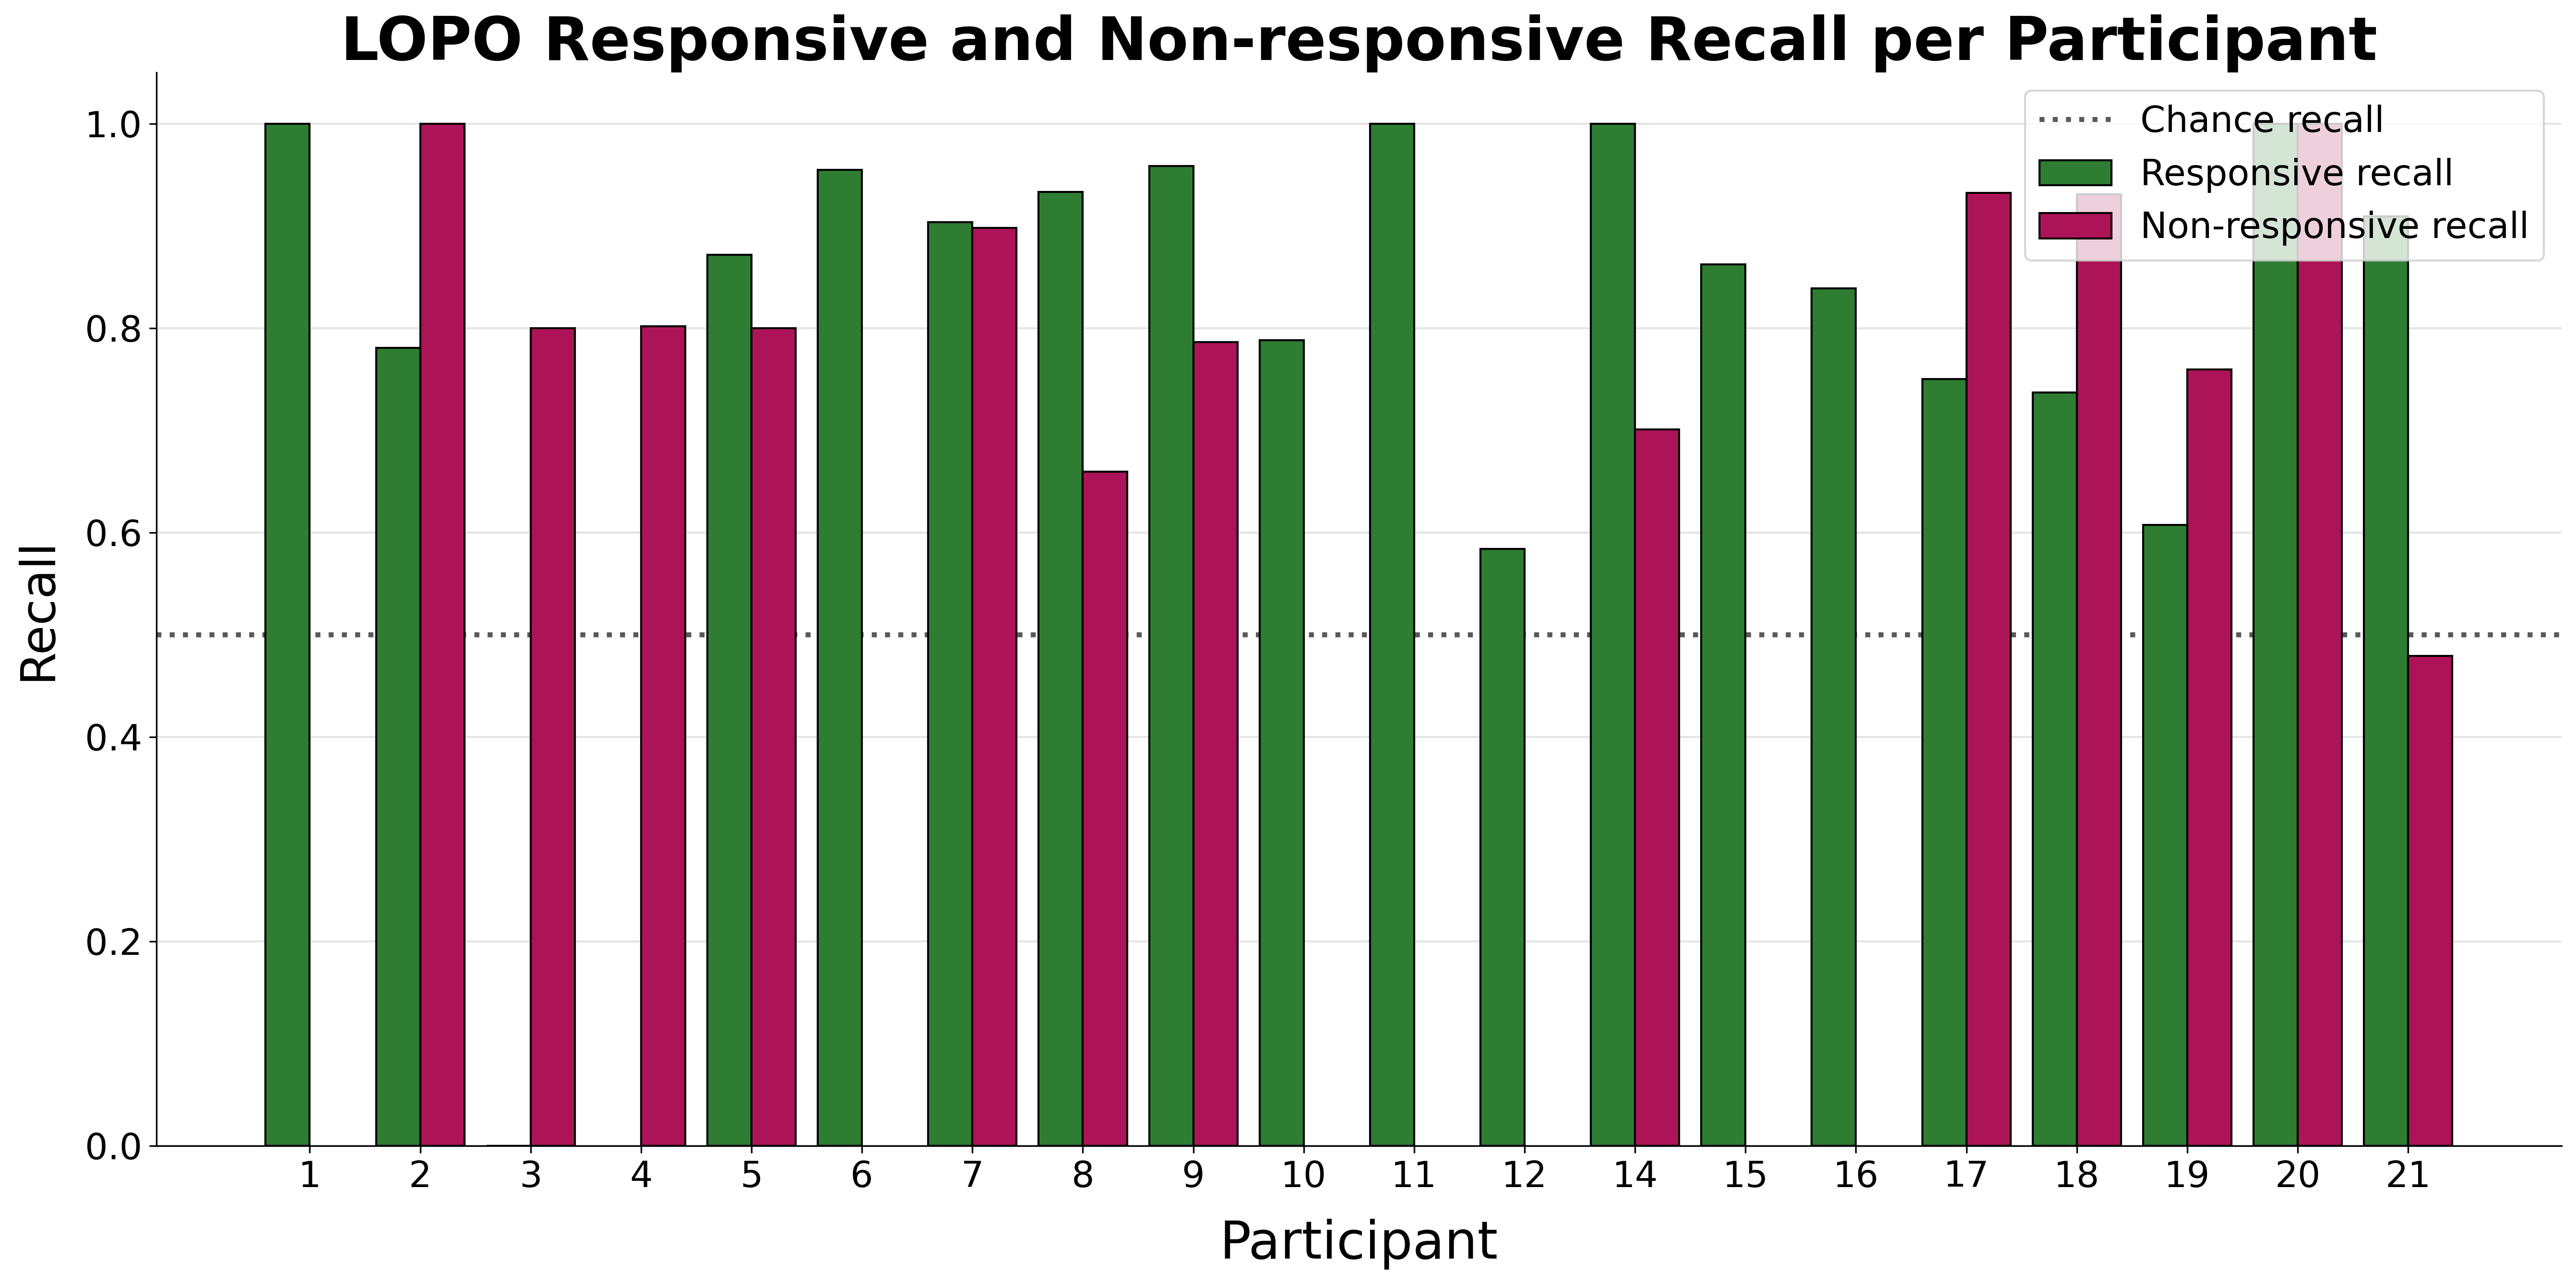 LOPO Responsive and Non-responsive Recall per Participant
Chance recall
Responsive recall
Non-responsive recall
1.0
0.8
0.6
0.4
0.2
0.0
Recall
1 2 3 4 5 6 7 8 9 10 11 12 14 15 16 17 18 19 20 21
Participant